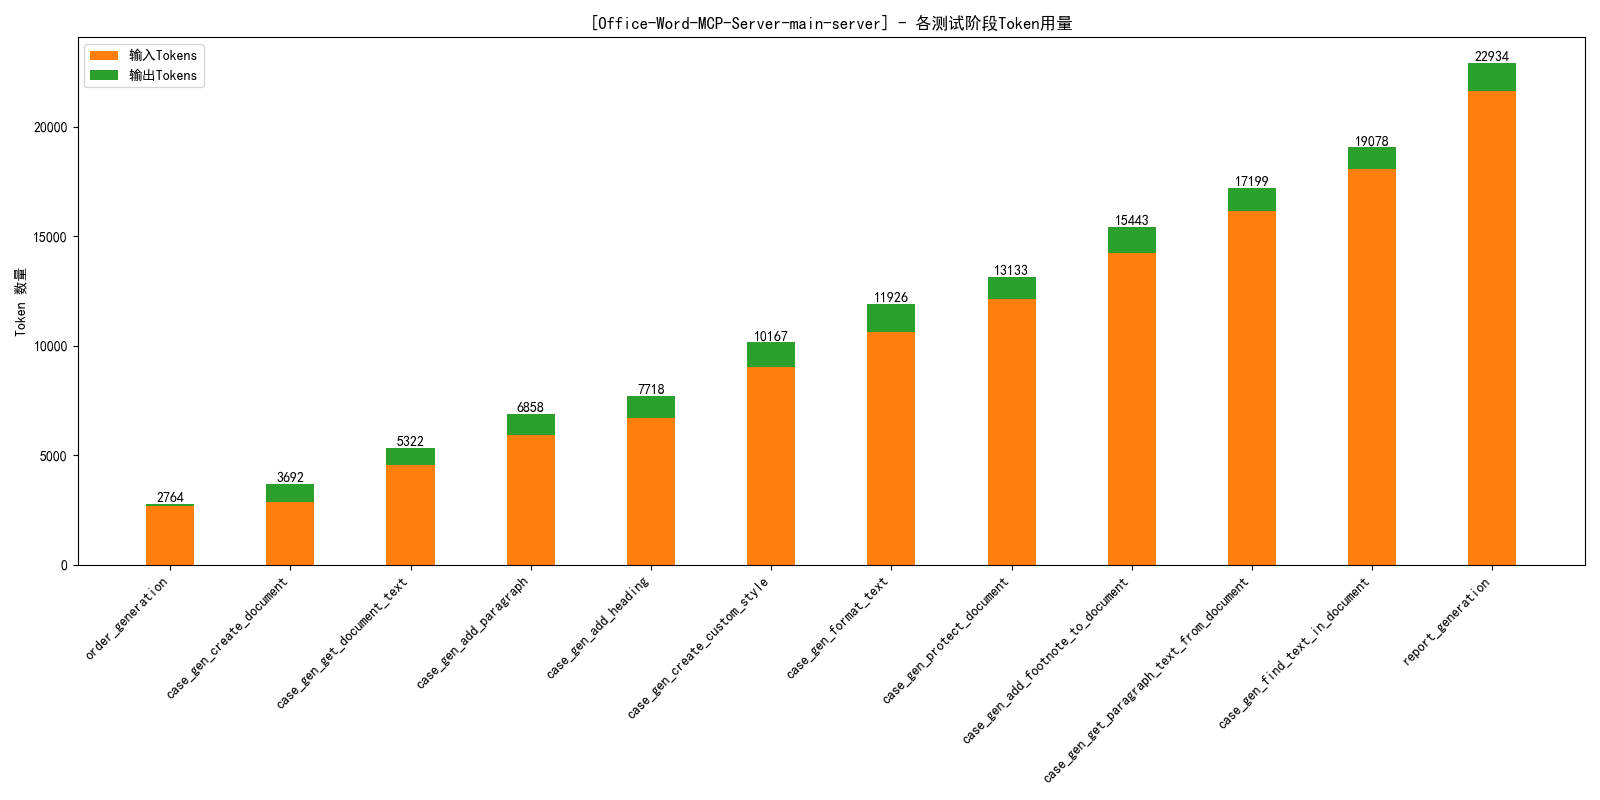 [Office-Word-MCP-Server-main-server] - 各测试阶段Token用量
输入Tokens
输出Tokens
Token 数量
20000
15000
10000
5000
0
2764
3692
5322
6858
7718
10167
11926
13133
15443
17199
19078
22934
order_generation
case_gen_create_document
case_gen_get_document_text
case_gen_add_paragraph
case_gen_add_heading
case_gen_create_custom_style
case_gen_format_text
case_gen_protect_document
case_gen_add_footnote_to_document
case_gen_get_paragraph_text_from_document
case_gen_find_text_in_document
report_generation